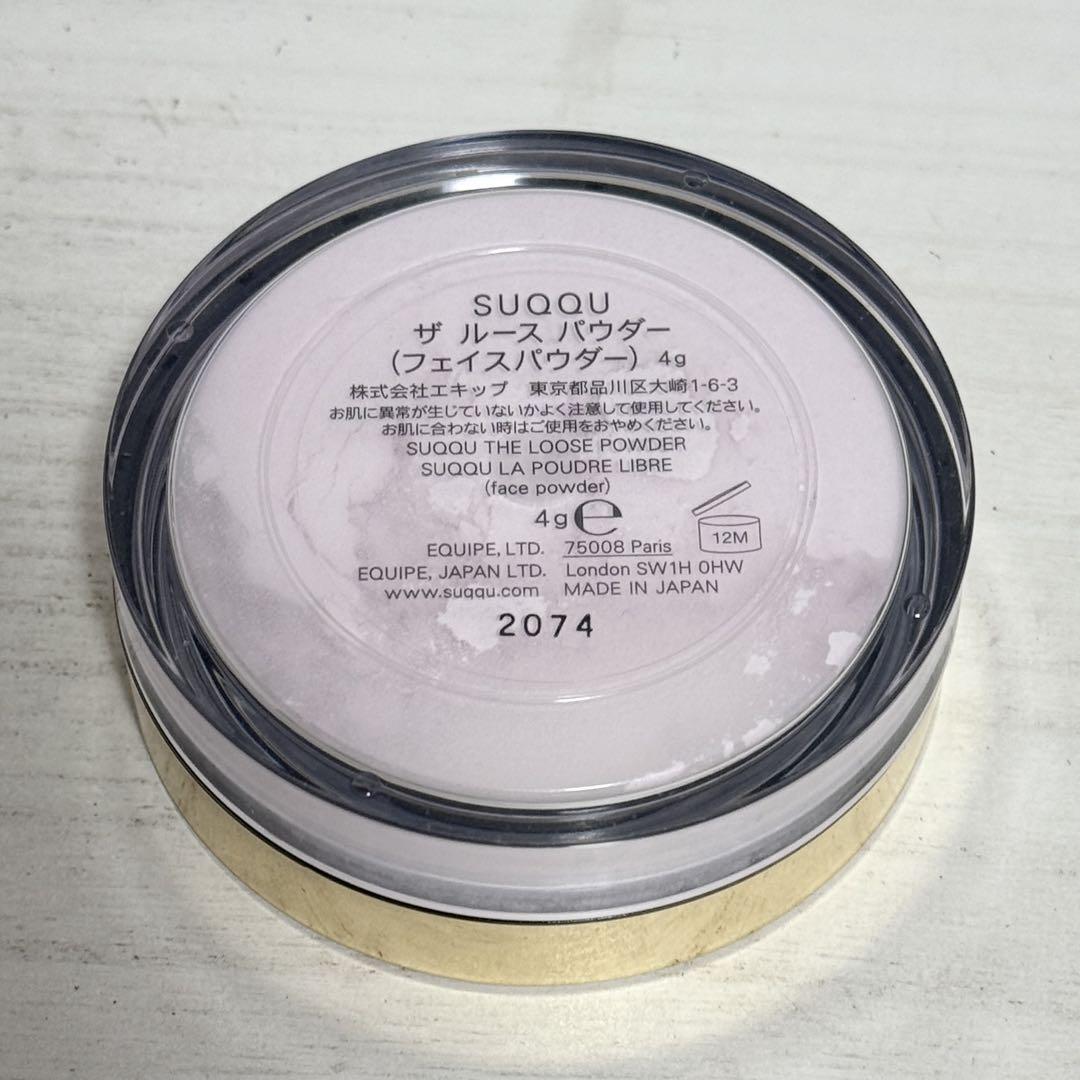 SUQQU
ザ ルース パウダー
(フェイスパウダー) 4g
株式会社エキップ 東京都品川区大崎1-6-3
お肌に異常が生じていないかよく注意して使用してください。
お肌に合わない時はご使用をおやめください。
SUQQU THE LOOSE POWDER
SUQQU LA POUDRE LIBRE
(face powder)
4g e
12M
EQUIPE, LTD. 75008 Paris
EQUIPE, JAPAN LTD. London SW1H 0HW
www.suqqu.com MADE IN JAPAN
2074